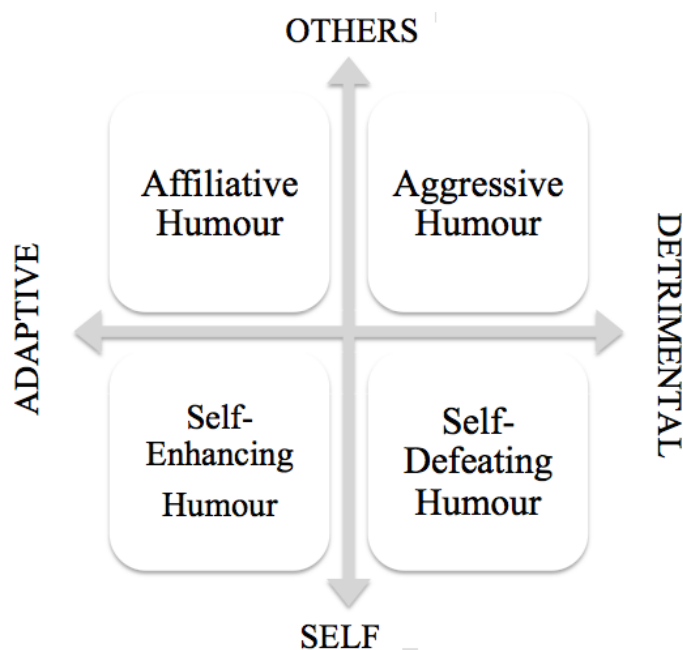 OTHERS
Affiliative
Humour
Aggressive
Humour
ADAPTIVE
DETRIMENTAL
Self-
Enhancing
Humour
Self-
Defeating
Humour
SELF